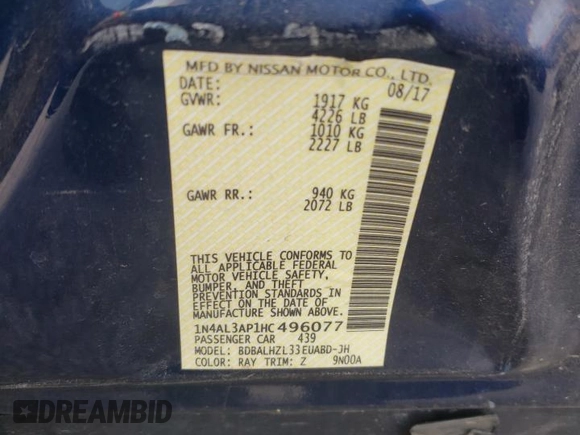 MFD BY NISSAN MOTOR CO., LTD.
DATE: 08/17
GVWR: 1917 KG
4226 LB
GAWR FR.: 1010 KG
2227 LB
GAWR RR.: 940 KG
2072 LB
THIS VEHICLE CONFORMS TO
ALL APPLICABLE FEDERAL
MOTOR VEHICLE SAFETY,
BUMPER, AND THEFT
PREVENTION STANDARDS IN
EFFECT ON THE DATE OF
MANUFACTURE SHOWN ABOVE.
1N4AL3AP1HC496077
PASSENGER CAR 439
MODEL: BDBALHZL33EUABD-JH
COLOR: RAY TRIM: Z 9N00A
DREAMBID